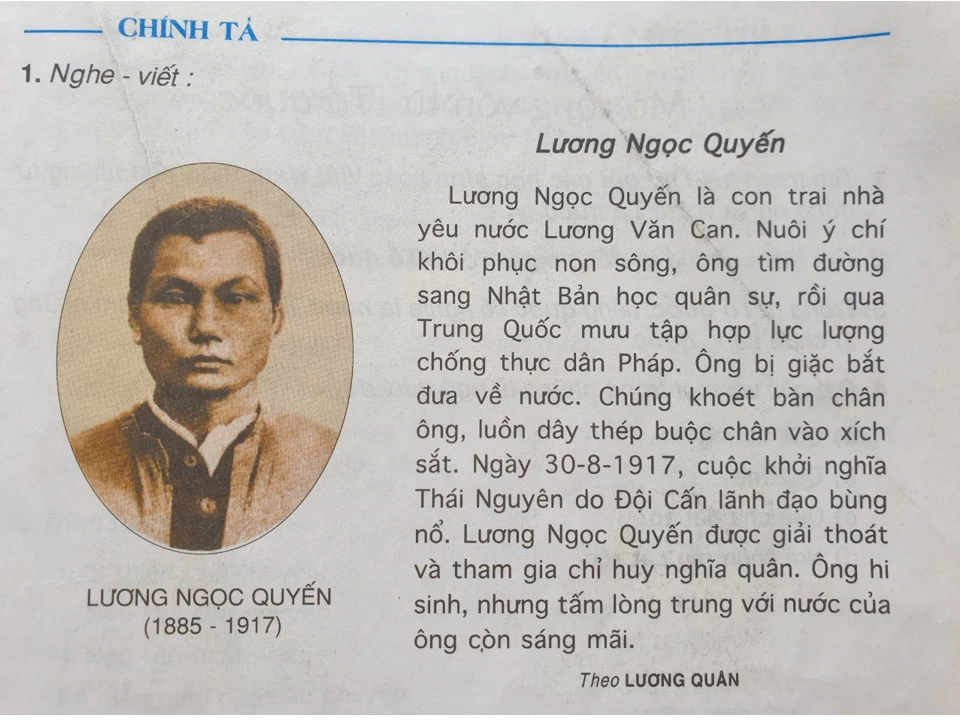 CHÍNH TẢ
1. Nghe - viết :
Lương Ngọc Quyến
Lương Ngọc Quyến là con trai nhà
yêu nước Lương Văn Can. Nuôi ý chí
khôi phục non sông, ông tìm đường
sang Nhật Bản học quân sự, rồi qua
Trung Quốc mưu tập hợp lực lượng
chống thực dân Pháp. Ông bị giặc bắt
đưa về nước. Chúng khoét bàn chân
ông, luồn dây thép buộc chân vào xích
sắt. Ngày 30-8-1917, cuộc khởi nghĩa
Thái Nguyên do Đội Cấn lãnh đạo bùng
nổ. Lương Ngọc Quyến được giải thoát
và tham gia chỉ huy nghĩa quân. Ông hi
sinh, nhưng tấm lòng trung với nước của
ông còn sáng mãi.
Theo LƯƠNG QUÂN
LƯƠNG NGỌC QUYẾN
(1885 - 1917)